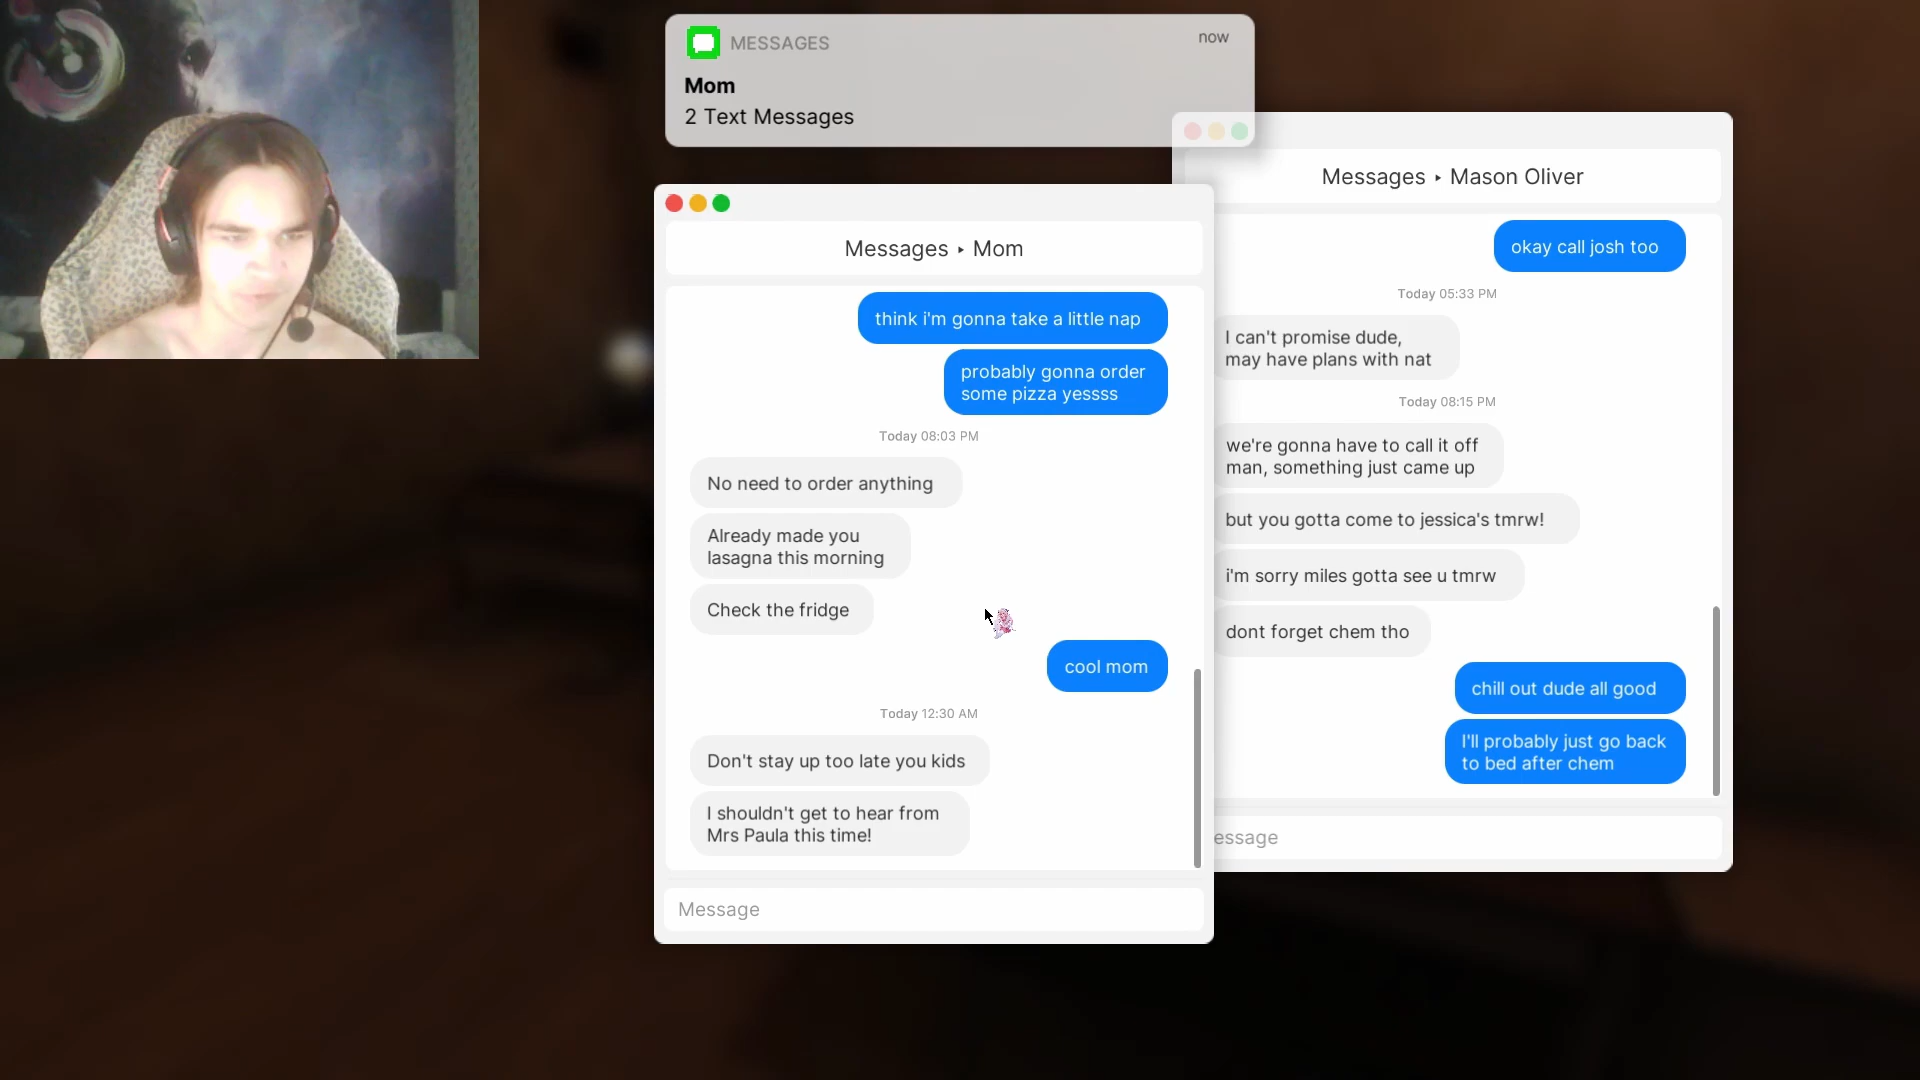 MESSAGES
now
Mom
2 Text Messages
Messages ▸ Mom
think i'm gonna take a little nap
probably gonna order
some pizza yessss
Today 08:03 PM
No need to order anything
Already made you
lasagna this morning
Check the fridge
cool mom
Today 12:30 AM
Don't stay up too late you kids
I shouldn't get to hear from
Mrs Paula this time!
Message
Messages ▸ Mason Oliver
okay call josh too
Today 05:33 PM
I can't promise dude,
may have plans with nat
Today 08:15 PM
we're gonna have to call it off
man, something just came up
but you gotta come to jessica's tmrw!
i'm sorry miles gotta see u tmrw
dont forget chem tho
chill out dude all good
I'll probably just go back
to bed after chem
essage